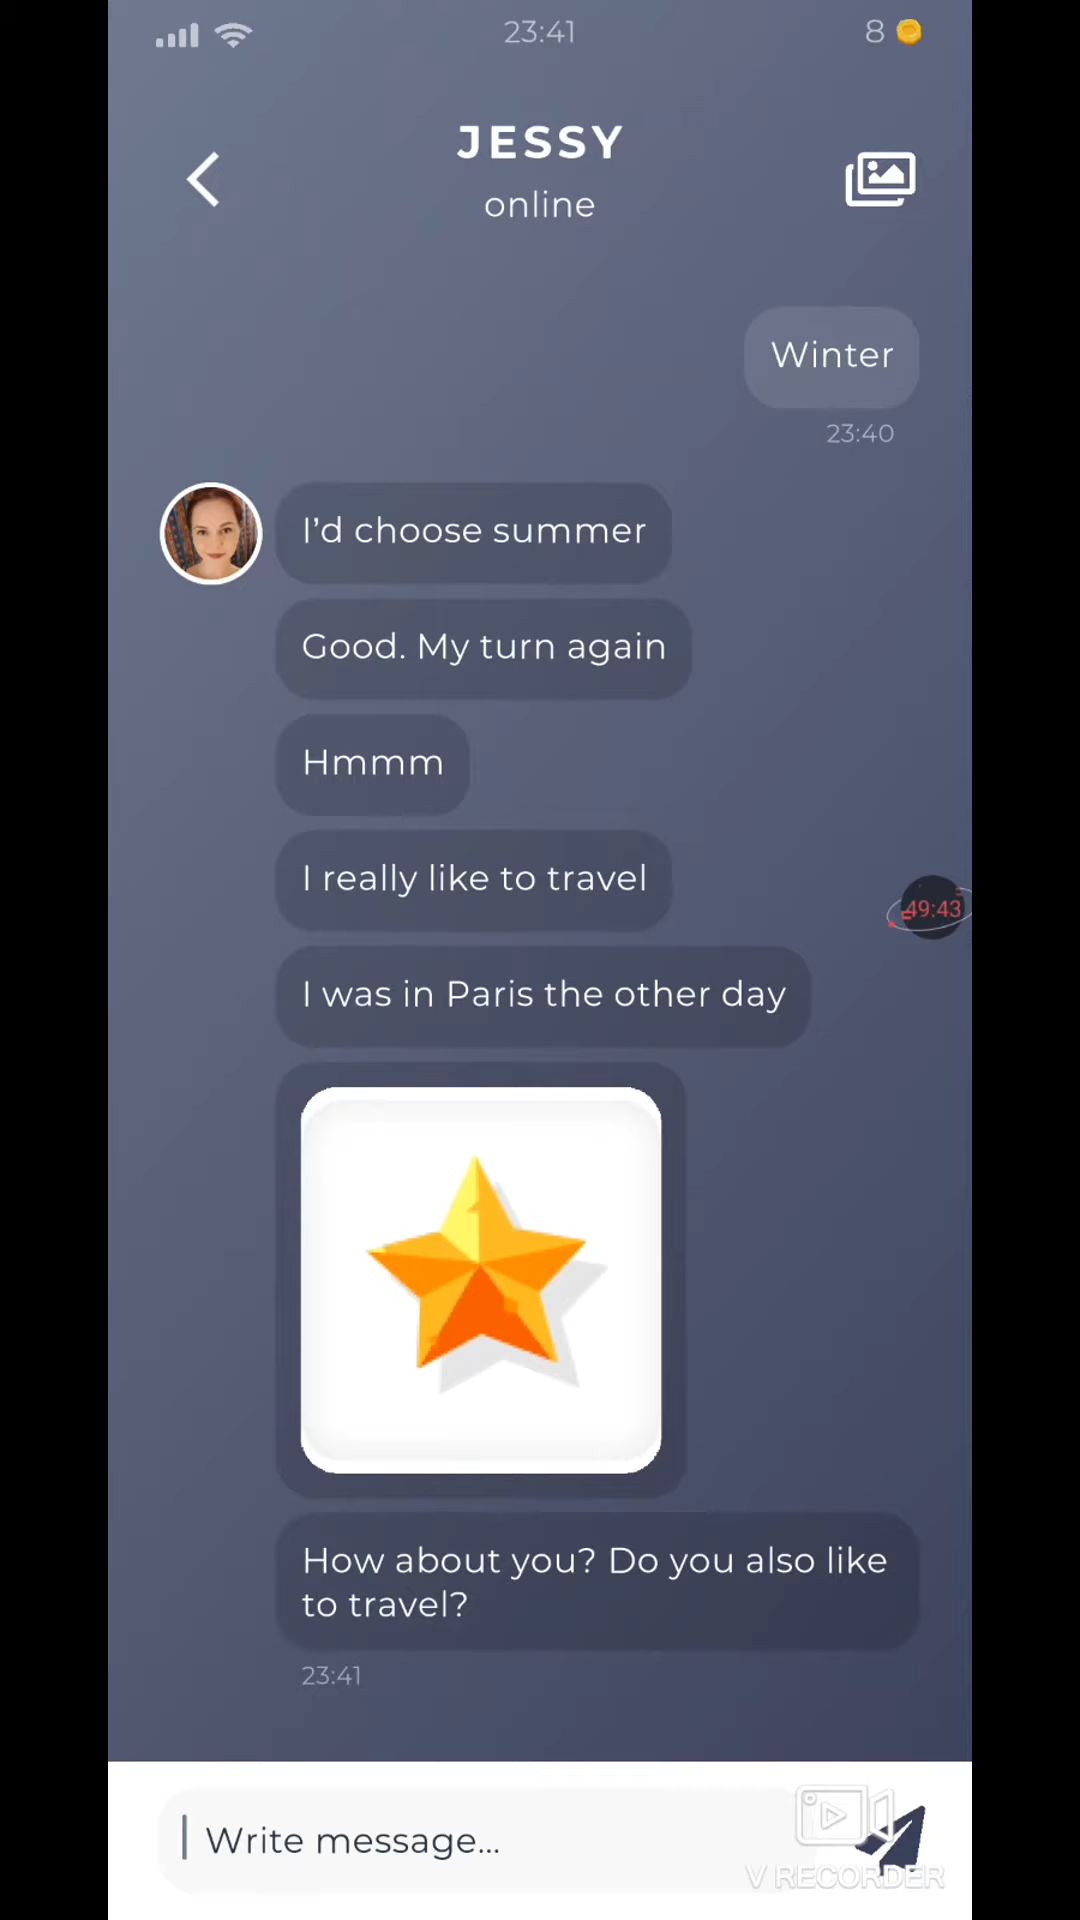 23:41
8
JESSY
online
Winter
23:40
I'd choose summer
Good. My turn again
Hmmm
I really like to travel
I was in Paris the other day
49:43
How about you? Do you also like
to travel?
23:41
Write message...
V RECORDER